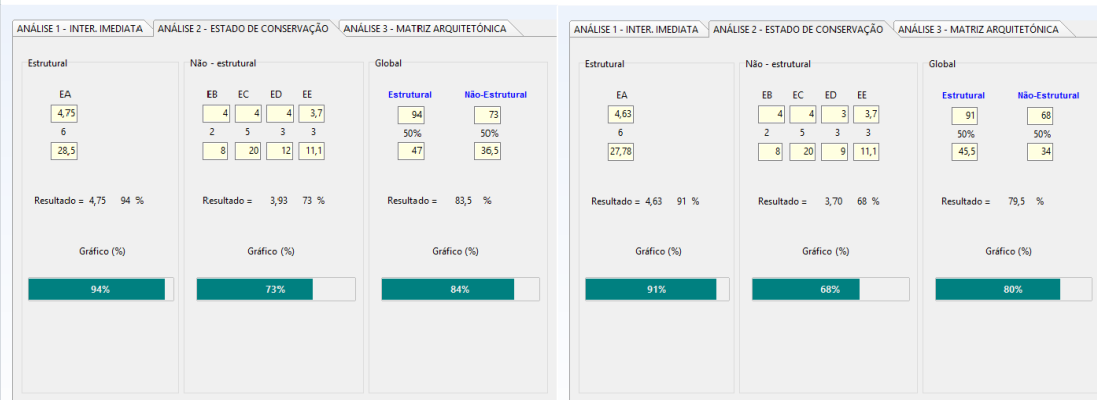 ANÁLISE 1 - INTER. IMEDIATA ANÁLISE 2 - ESTADO DE CONSERVAÇÃO ANÁLISE 3 - MATRIZ ARQUITETÔNICA
Estrutural Não - estrutural Global
EA EB EC ED EE Estrutural Não-Estrutural
4,75 4 4 4 3,7 94 73
6 2 5 3 3 50% 50%
28,5 8 20 12 11,1 47 36,5
Resultado = 4,75 94 % Resultado = 3,93 73 % Resultado = 83,5 %
Gráfico (%) Gráfico (%) Gráfico (%)
94% 73% 84%
ANÁLISE 1 - INTER. IMEDIATA ANÁLISE 2 - ESTADO DE CONSERVAÇÃO ANÁLISE 3 - MATRIZ ARQUITETÔNICA
Estrutural Não - estrutural Global
EA EB EC ED EE Estrutural Não-Estrutural
4,63 4 4 3 3,7 91 68
6 2 5 3 3 50% 50%
27,78 8 20 9 11,1 45,5 34
Resultado = 4,63 91 % Resultado = 3,70 68 % Resultado = 79,5 %
Gráfico (%) Gráfico (%) Gráfico (%)
91% 68% 80%